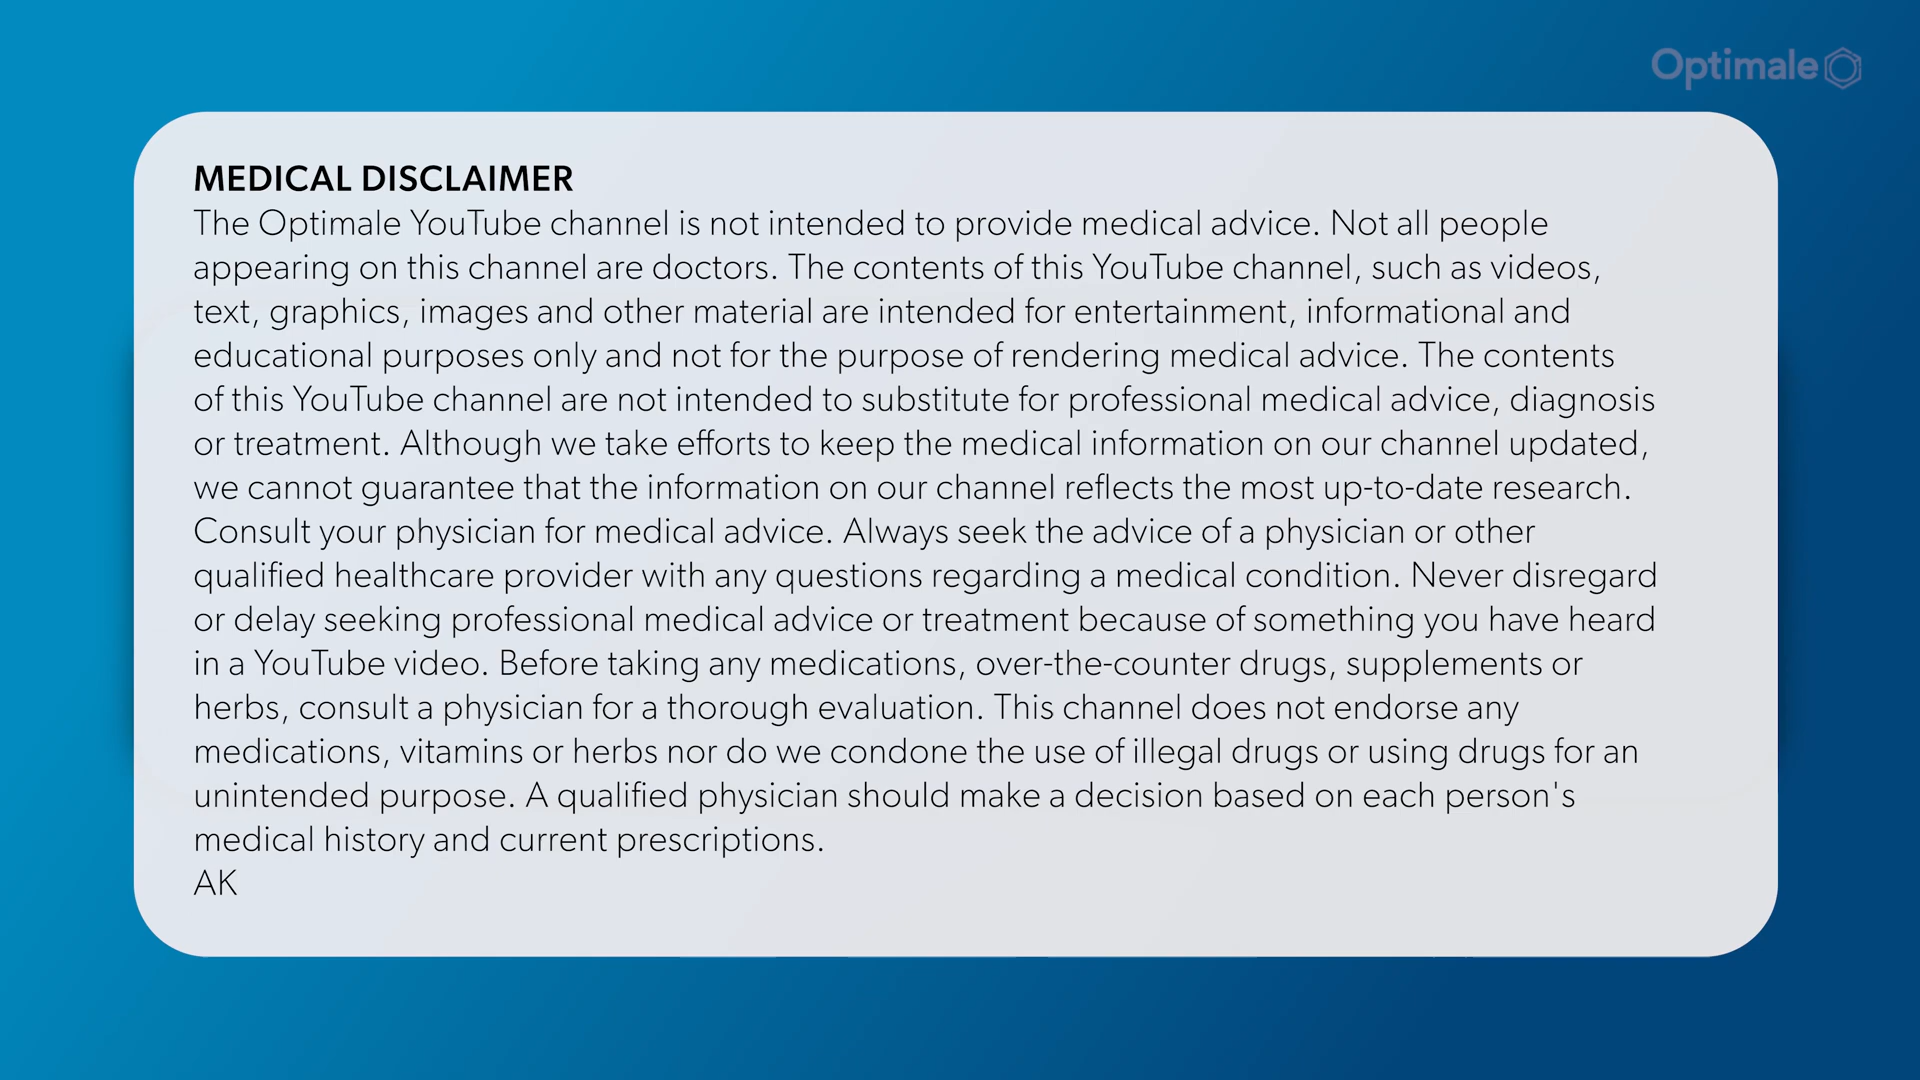 Optimale
MEDICAL DISCLAIMER
The Optimale YouTube channel is not intended to provide medical advice. Not all people
appearing on this channel are doctors. The contents of this YouTube channel, such as videos,
text, graphics, images and other material are intended for entertainment, informational and
educational purposes only and not for the purpose of rendering medical advice. The contents
of this YouTube channel are not intended to substitute for professional medical advice, diagnosis
or treatment. Although we take efforts to keep the medical information on our channel updated,
we cannot guarantee that the information on our channel reflects the most up-to-date research.
Consult your physician for medical advice. Always seek the advice of a physician or other
qualified healthcare provider with any questions regarding a medical condition. Never disregard
or delay seeking professional medical advice or treatment because of something you have heard
in a YouTube video. Before taking any medications, over-the-counter drugs, supplements or
herbs, consult a physician for a thorough evaluation. This channel does not endorse any
medications, vitamins or herbs nor do we condone the use of illegal drugs or using drugs for an
unintended purpose. A qualified physician should make a decision based on each person's
medical history and current prescriptions.
AK